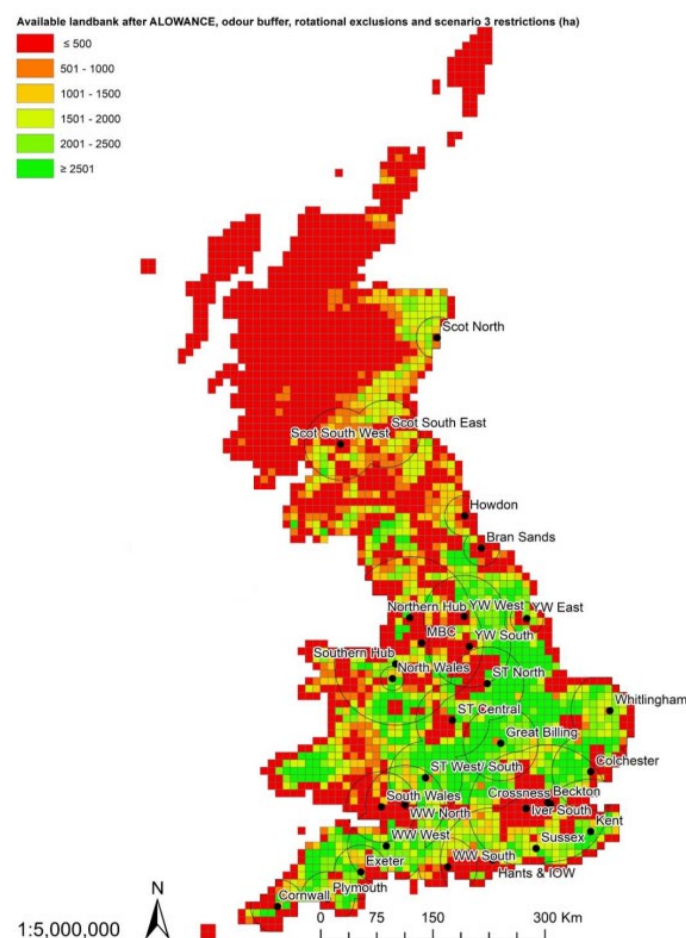 Available landbank after ALOWANCE, odour buffer, rotational exclusions and scenario 3 restrictions (ha)
≤ 500
501 - 1000
1001 - 1500
1501 - 2000
2001 - 2500
≥ 2501
Scot North
Scot South East
Scot South West
Howdon
Bran Sands
Northern Hub
YW West
YW East
MBC
YW South
Southern Hub
North Wales
ST North
Whitlingham
ST Central
Great Billing
Colchester
ST West/ South
Crossness
Beckton
South Wales
WW North
Iver South
Kent
WW West
Sussex
WW South
Exeter
Hants & IOW
Plymouth
Cornwall
N
1:5,000,000
0 75 150 300 Km